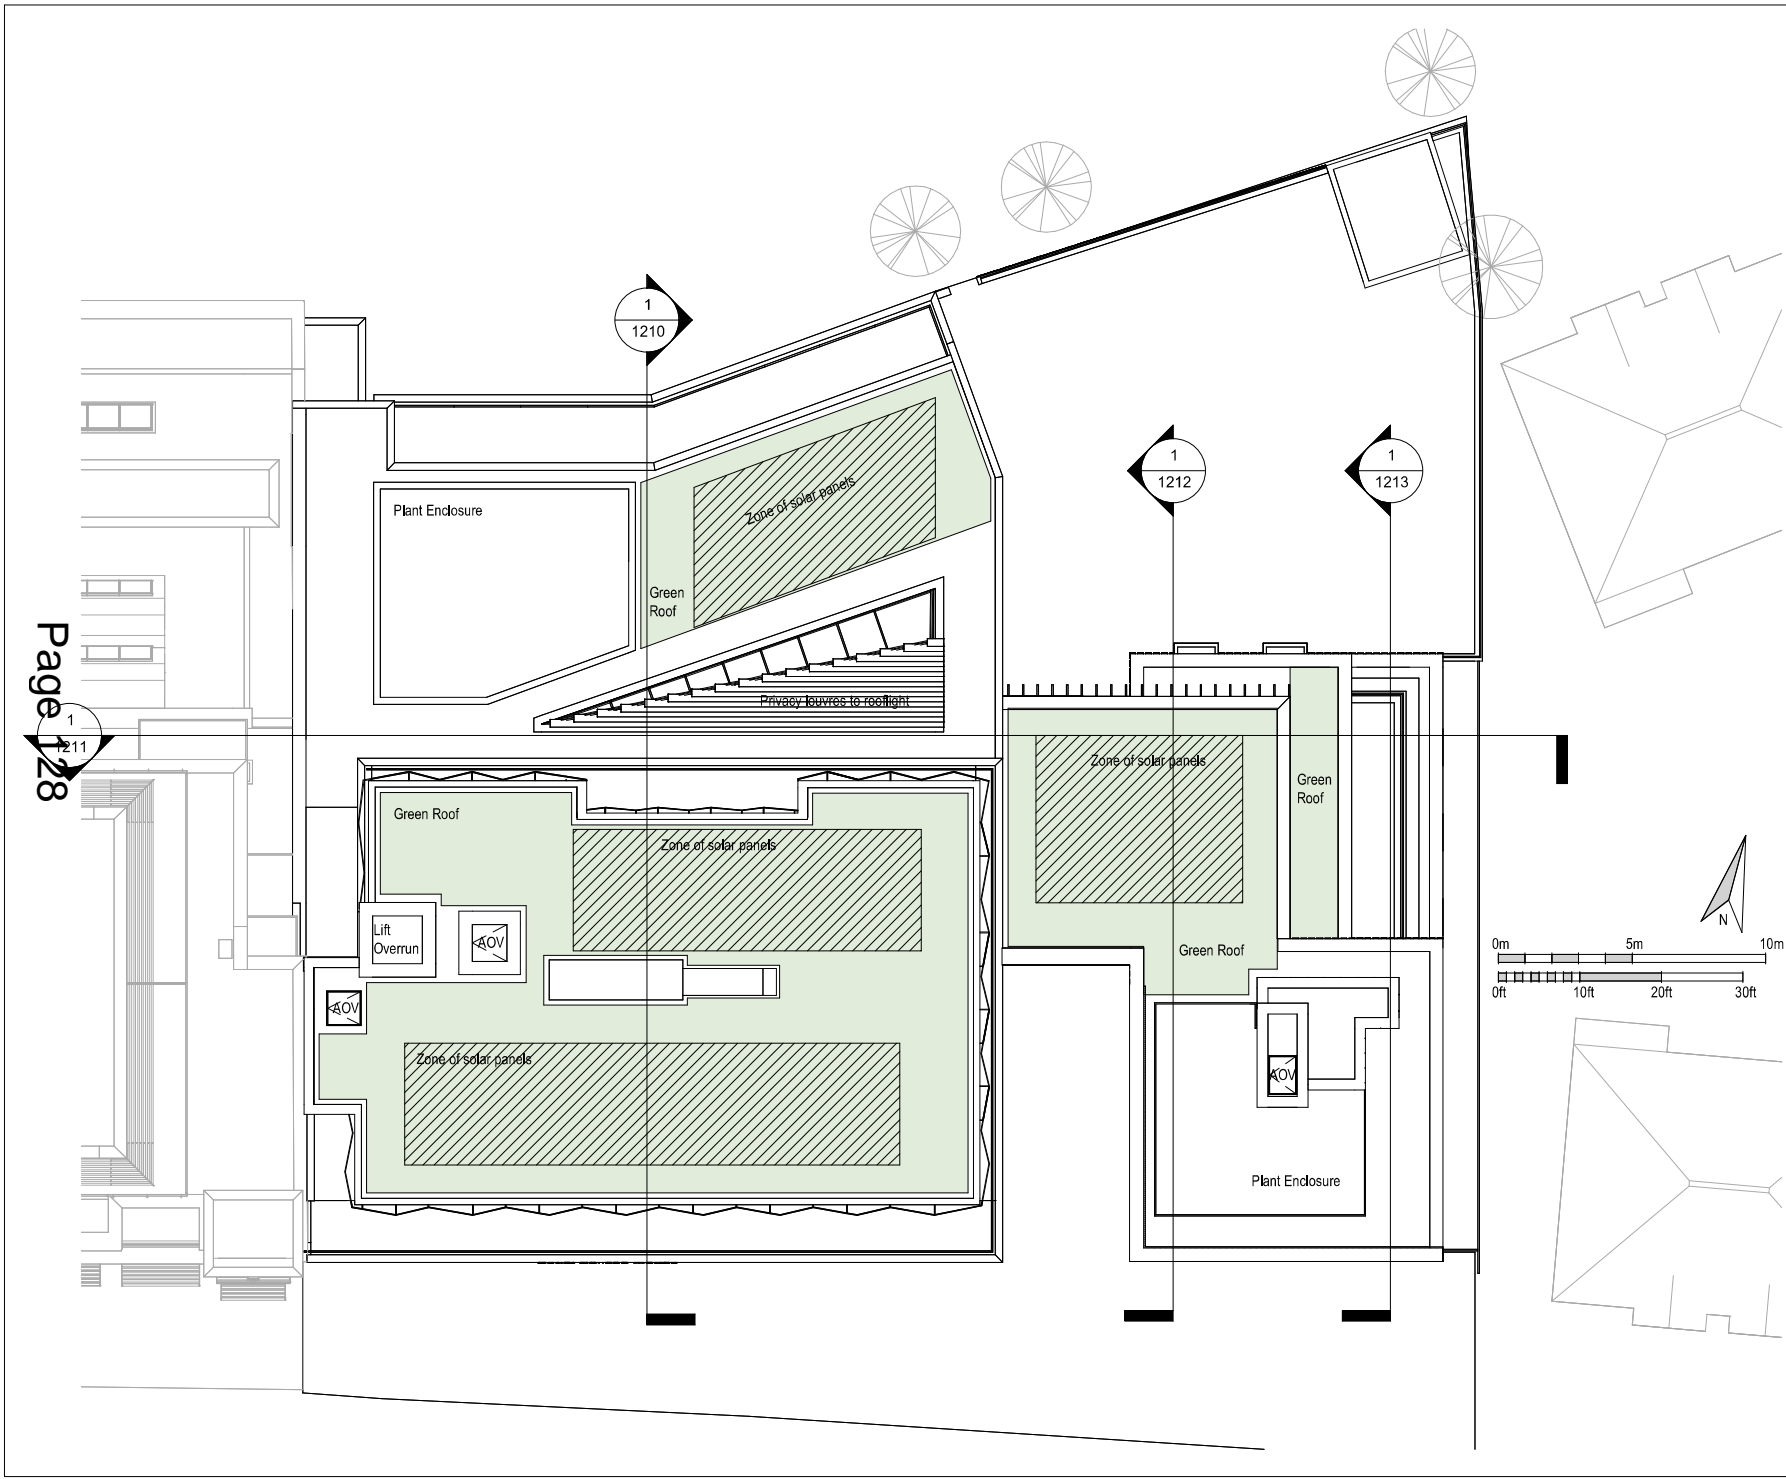 1
1210
1
1212
1
1213
Plant Enclosure
Zone of solar panels
Green
Roof
Privacy louvres to rooflight
Page 128
1
1211
Zone of solar panels
Green
Roof
Green Roof
Zone of solar panels
Lift
Overrun
AOV
Green Roof
N
0m 5m 10m
0ft 10ft 20ft 30ft
AOV
Zone of solar panels
AOV
Plant Enclosure